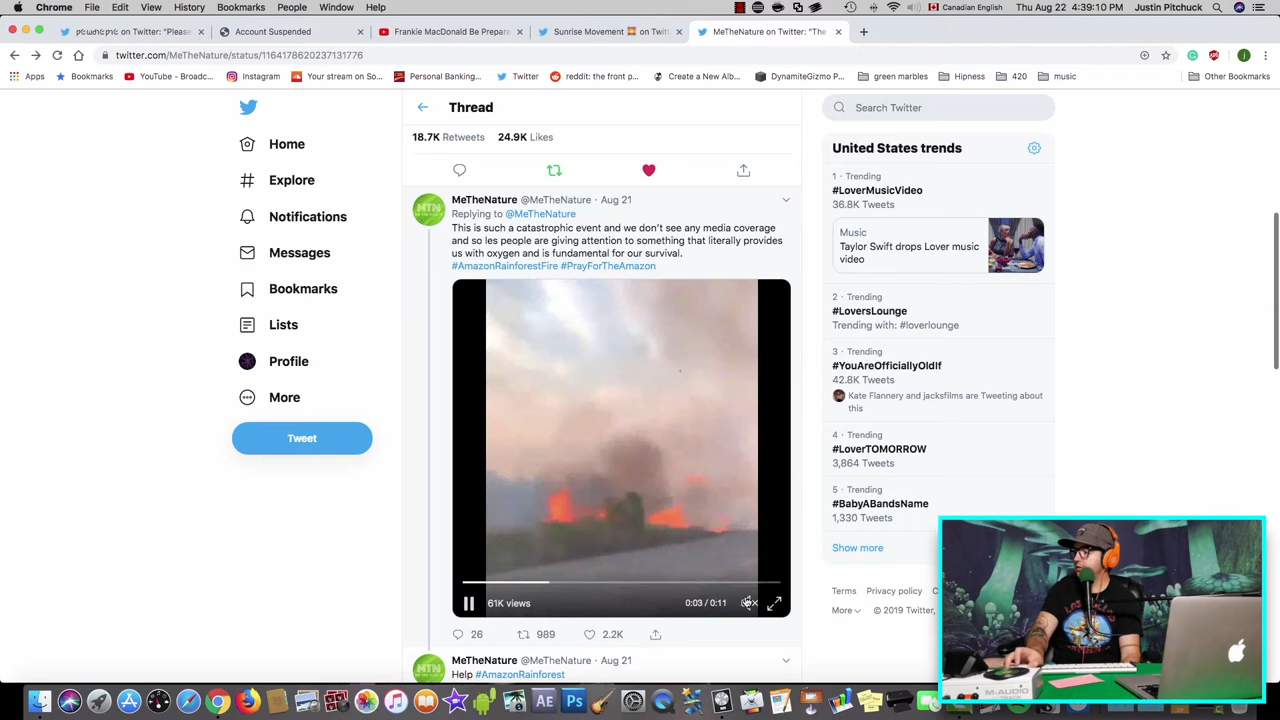 Chrome File Edit View History Bookmarks People Window Help
Canadian English Thu Aug 22 4:39:10 PM Justin Pitchuck
on Twitter: "Please
Account Suspended
Frankie MacDonald Be Prepare
Sunrise Movement on Twit
MeTheNature on Twitter: "The
twitter.com/MeTheNature/status/1164178620237131776
Apps Bookmarks YouTube - Broadc... Instagram Your stream on So... Personal Banking... Twitter reddit: the front p... Create a New Alb... DynamiteGizmo P... green marbles Hipness 420 music Other Bookmarks
Home
Explore
Notifications
Messages
Bookmarks
Lists
Profile
More
Tweet
Thread
18.7K Retweets 24.9K Likes
MeTheNature @MeTheNature · Aug 21
Replying to @MeTheNature
This is such a catastrophic event and we don't see any media coverage
and so les people are giving attention to something that literally provides
us with oxygen and is fundamental for our survival.
#AmazonRainforestFire #PrayForTheAmazon
61K views 0:03 / 0:11
26 989 2.2K
MeTheNature @MeTheNature · Aug 21
Help #AmazonRainforest
Search Twitter
United States trends
1 · Trending
#LoverMusicVideo
36.8K Tweets
Music
Taylor Swift drops Lover music
video
2 · Trending
#LoversLounge
Trending with: #loverlounge
3 · Trending
#YouAreOfficiallyOldIf
42.8K Tweets
Kate Flannery and jacksfilms are Tweeting about
this
4 · Trending
#LoverTOMORROW
3,864 Tweets
5 · Trending
#BabyABandsName
1,330 Tweets
Show more
Terms Privacy policy
More © 2019 Twitter,
M-AUDIO